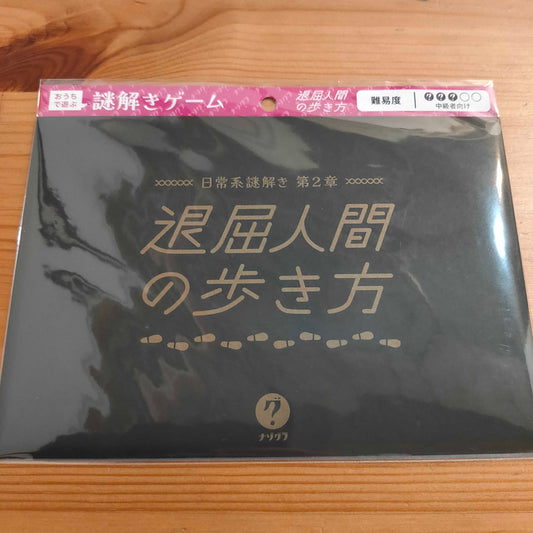 おうち
で遊ぶ
謎解きゲーム
退屈人間
の歩き方
難易度
中級者向け
日常系謎解き 第2章
退屈人間
の歩き方
グ!
ナゾグラ